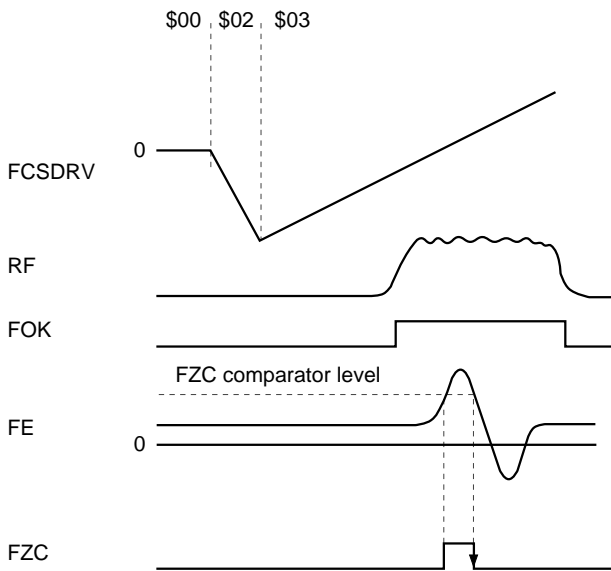 $00 $02 $03
0
FCSDRV
RF
FOK
FZC comparator level
FE
0
FZC